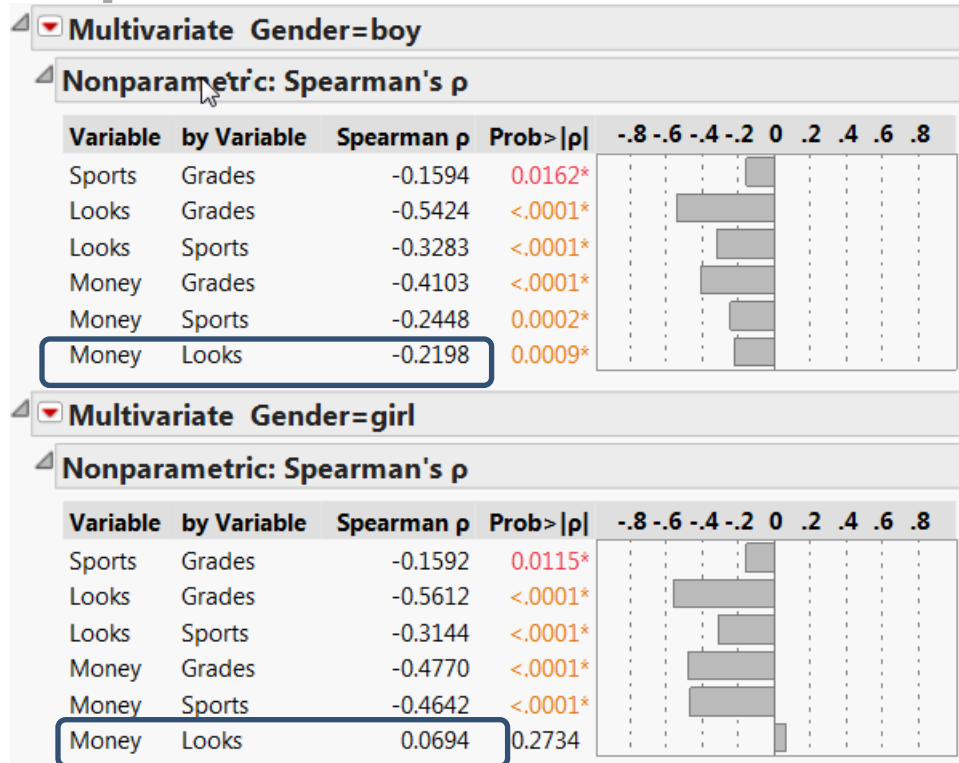 Multivariate Gender=boy
Nonparametric: Spearman's ρ
Variable by Variable Spearman ρ Prob>|ρ| -.8 -.6 -.4 -.2 0 .2 .4 .6 .8
Sports Grades -0.1594 0.0162*
Looks Grades -0.5424 <.0001*
Looks Sports -0.3283 <.0001*
Money Grades -0.4103 <.0001*
Money Sports -0.2448 0.0002*
Money Looks -0.2198 0.0009*
Multivariate Gender=girl
Nonparametric: Spearman's ρ
Variable by Variable Spearman ρ Prob>|ρ| -.8 -.6 -.4 -.2 0 .2 .4 .6 .8
Sports Grades -0.1592 0.0115*
Looks Grades -0.5612 <.0001*
Looks Sports -0.3144 <.0001*
Money Grades -0.4770 <.0001*
Money Sports -0.4642 <.0001*
Money Looks 0.0694 0.2734